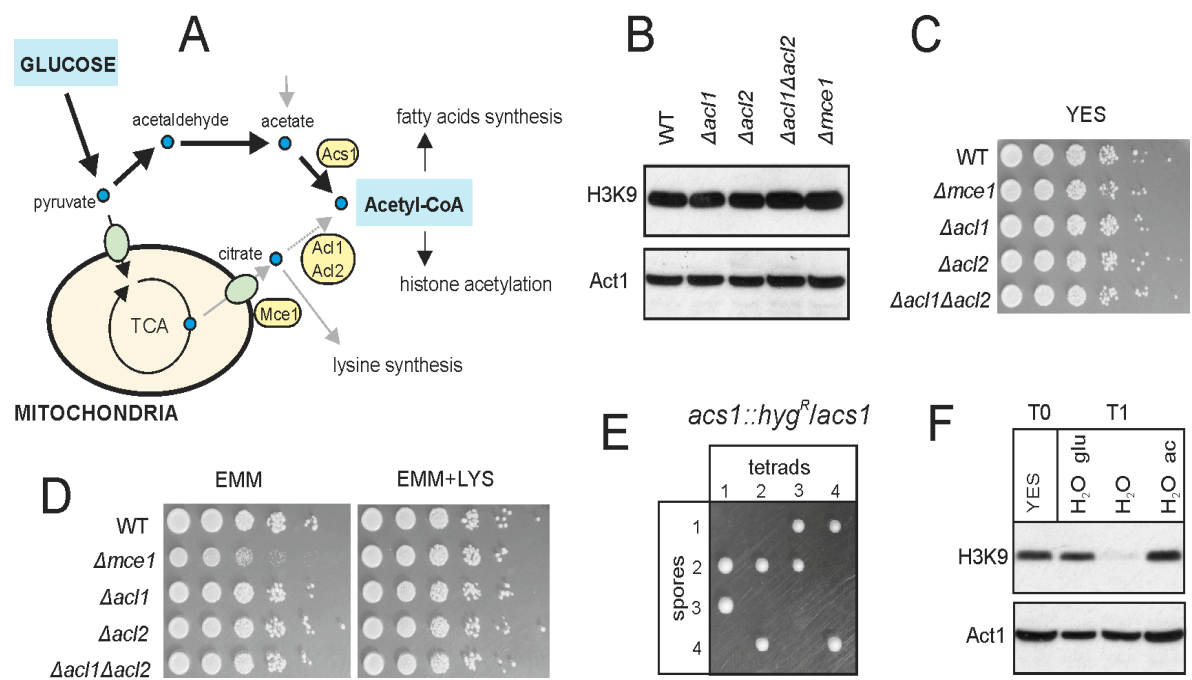 A
GLUCOSE
acetaldehyde
acetate
fatty acids synthesis
Acs1
pyruvate
Acetyl-CoA
citrate
Acl1
Acl2
histone acetylation
TCA
Mce1
lysine synthesis
MITOCHONDRIA
B
WT
Δacl1
Δacl2
Δacl1Δacl2
Δmce1
H3K9
Act1
C
YES
WT
Δmce1
Δacl1
Δacl2
Δacl1Δacl2
D
EMM
EMM+LYS
WT
Δmce1
Δacl1
Δacl2
Δacl1Δacl2
E
acs1::hygᴿ/acs1
tetrads
1 2 3 4
spores
1
2
3
4
F
T0 T1
YES
H₂O glu
H₂O
H₂O ac
H3K9
Act1